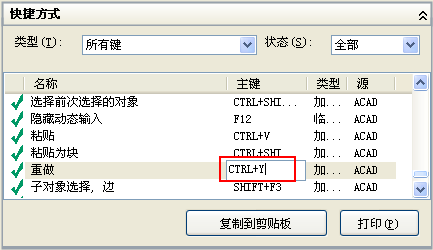 快捷方式
类型(T): 所有键 状态(S): 全部
名称 主键 类型 源
选择前次选择的对象 CTRL+SHI... 加... ACAD
隐藏动态输入 F12 临... ACAD
粘贴 CTRL+V 加... ACAD
粘贴为块 CTRL+SHI... 加... ACAD
重做 CTRL+Y 加... ACAD
子对象选择, 边 SHIFT+F3 加... ACAD
复制到剪贴板 打印(P)